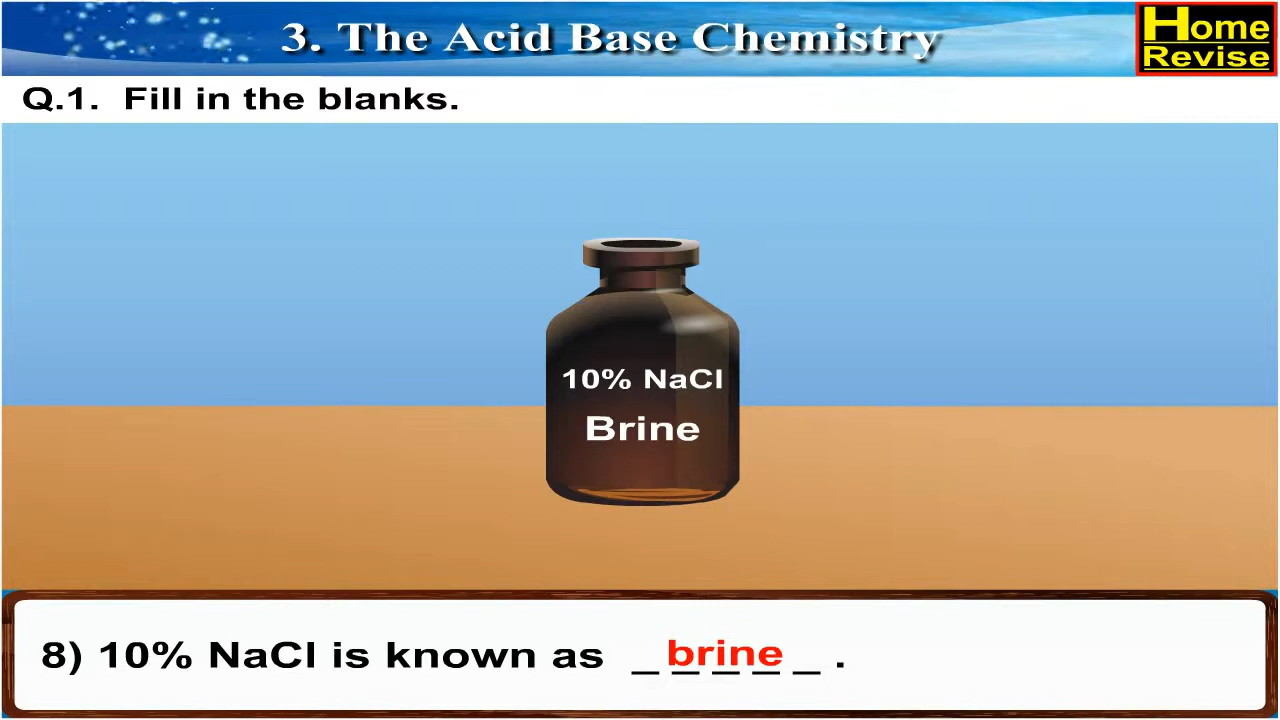 3. The Acid Base Chemistry
Home
Revise
Q.1. Fill in the blanks.
10% NaCl
Brine
8) 10% NaCl is known as _ brine _ .